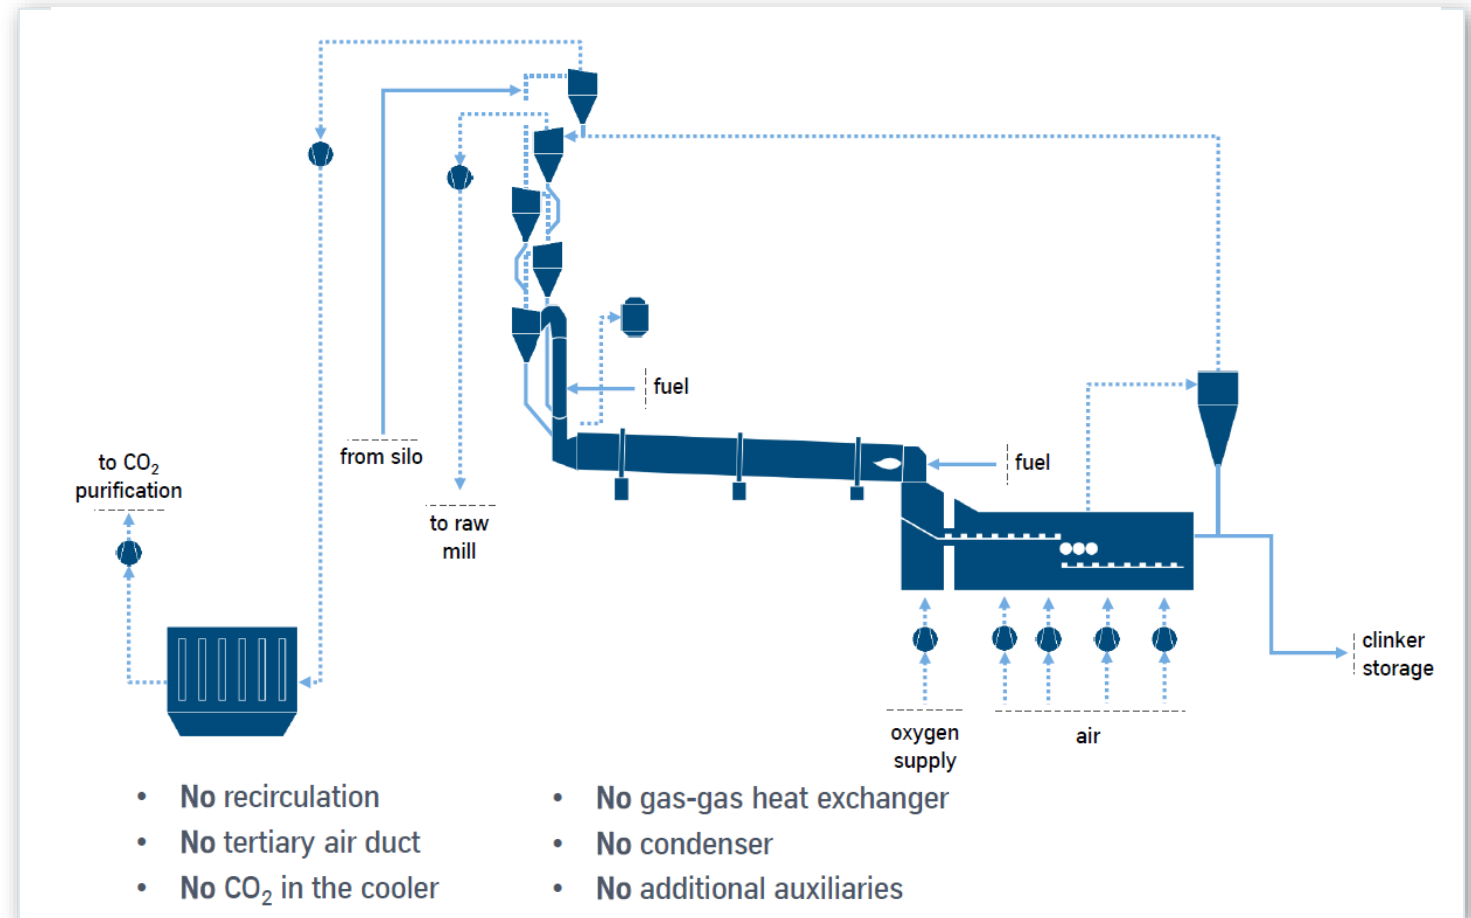 fuel
from silo
to CO₂
purification
fuel
to raw
mill
clinker
storage
oxygen
supply
air
• No recirculation
• No tertiary air duct
• No CO₂ in the cooler
• No gas-gas heat exchanger
• No condenser
• No additional auxiliaries